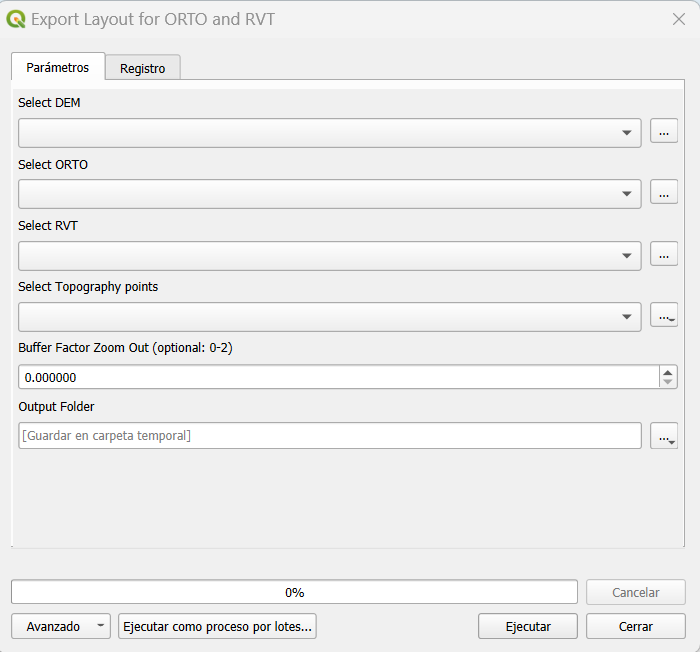 Export Layout for ORTO and RVT
Parámetros
Registro
Select DEM
...
Select ORTO
...
Select RVT
...
Select Topography points
...
Buffer Factor Zoom Out (optional: 0-2)
0.000000
Output Folder
[Guardar en carpeta temporal]
...
0%
Cancelar
Avanzado
Ejecutar como proceso por lotes...
Ejecutar
Cerrar